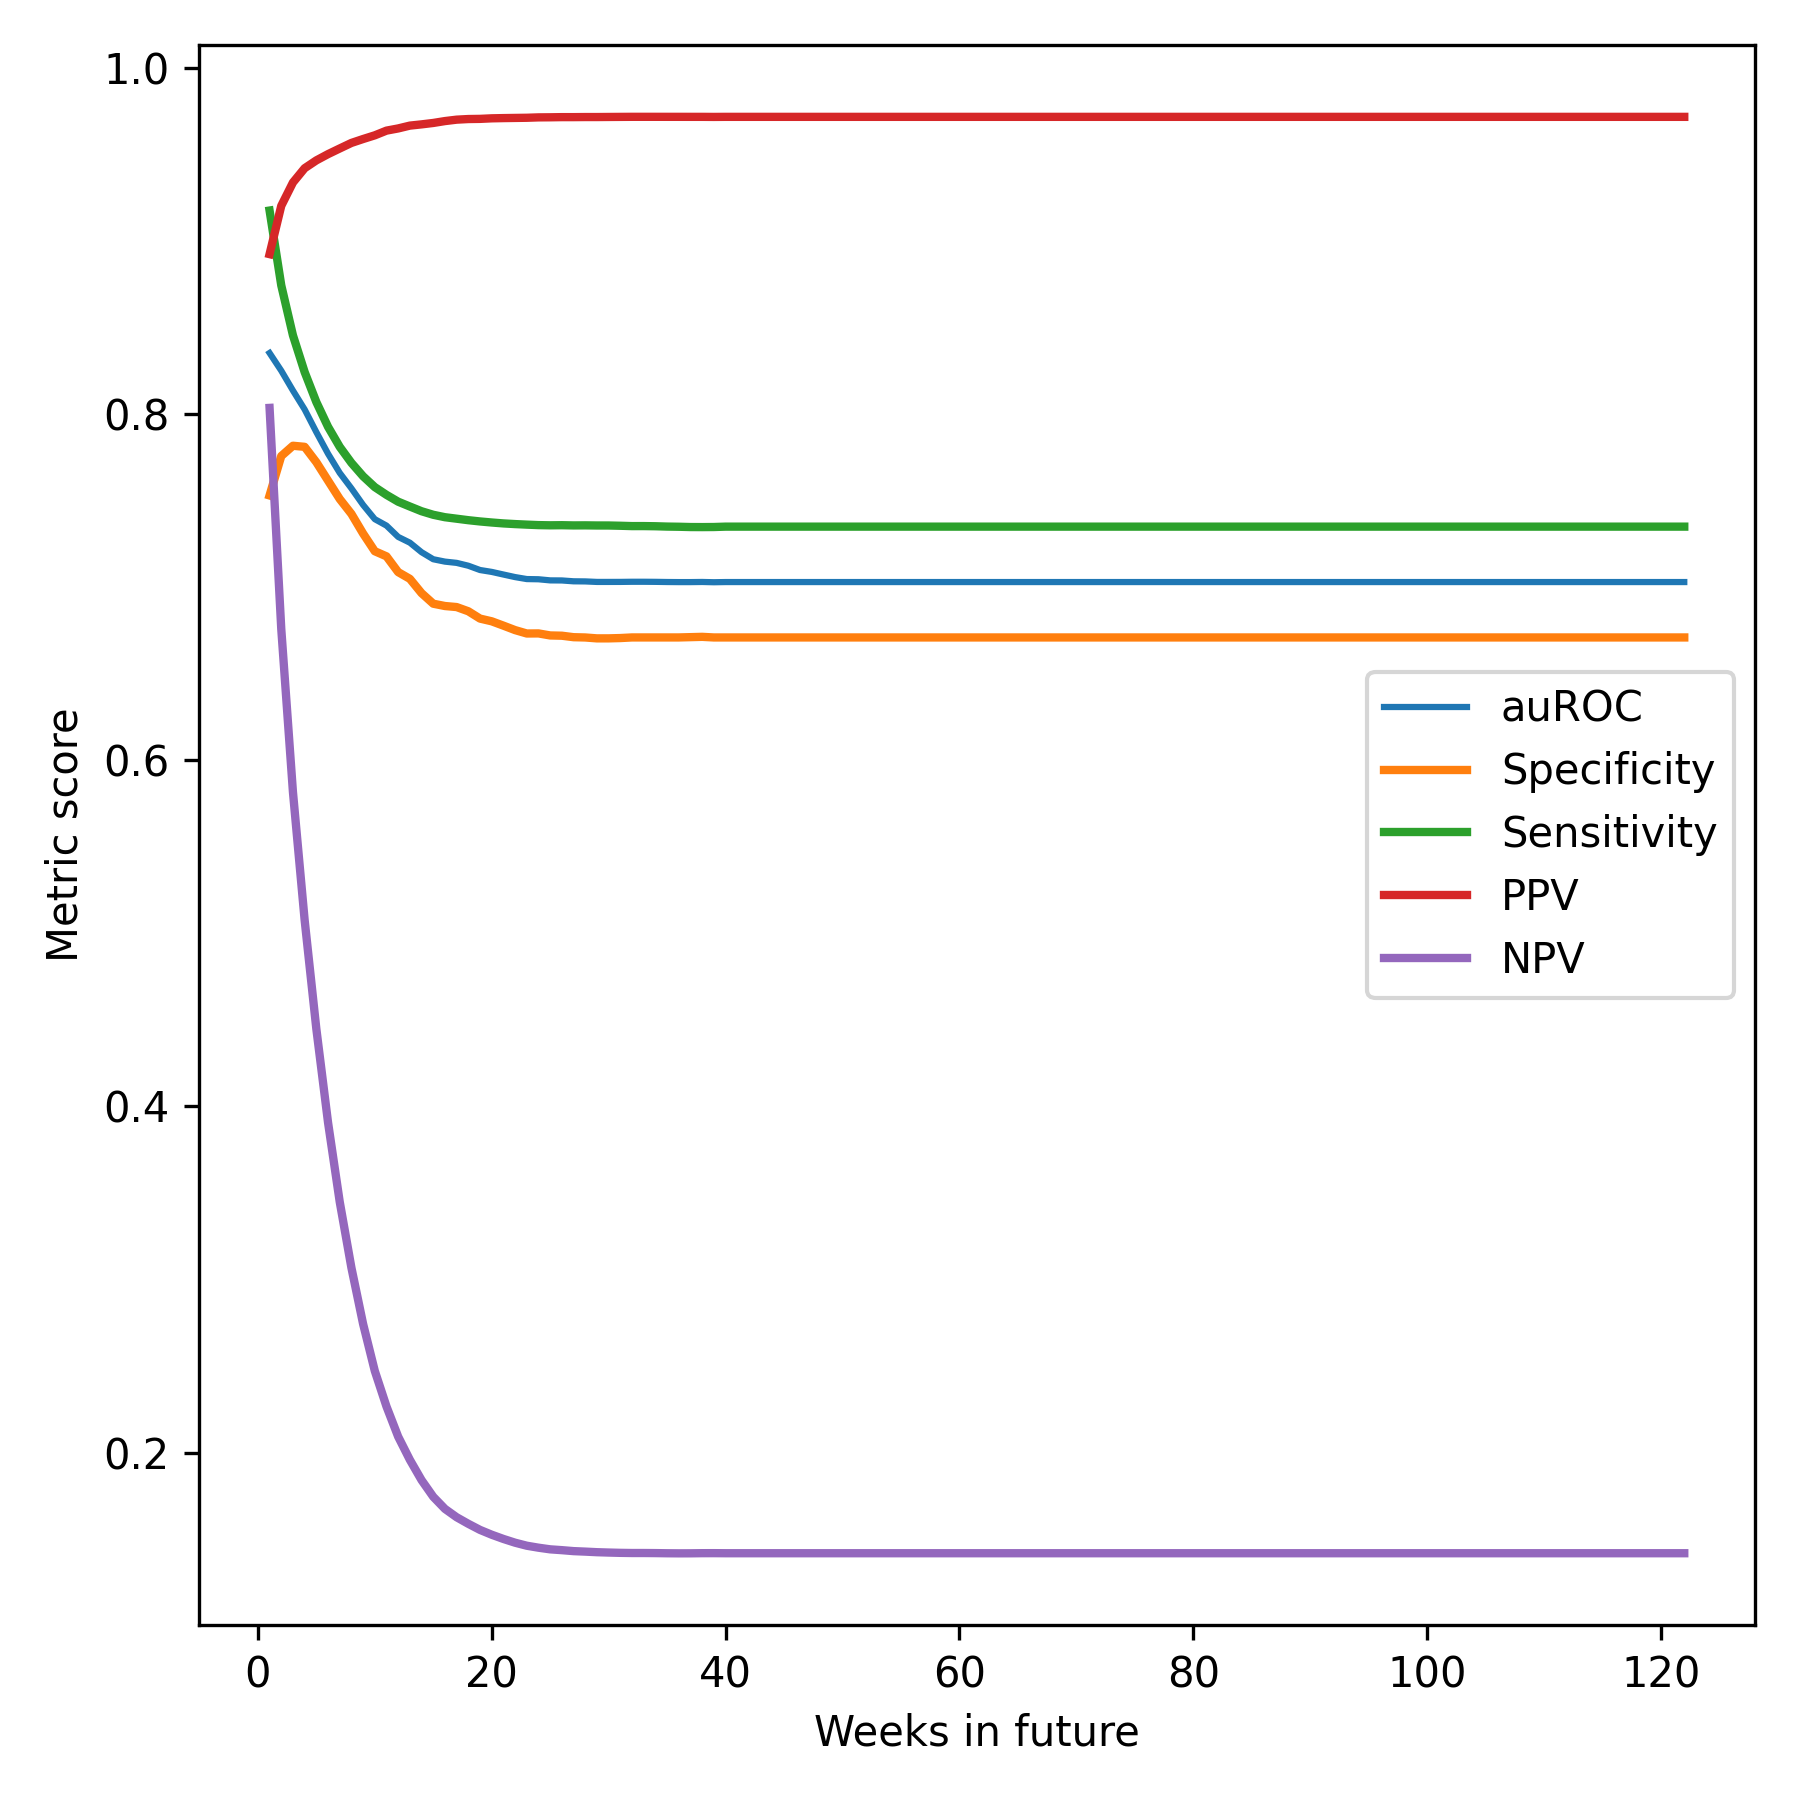 1.0
0.8
0.6
0.4
0.2
Metric score
auROC
Specificity
Sensitivity
PPV
NPV
0 20 40 60 80 100 120
Weeks in future